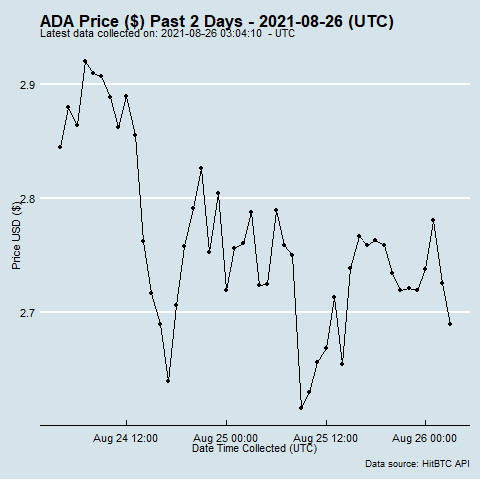 ADA Price ($) Past 2 Days - 2021-08-26 (UTC)
Latest data collected on: 2021-08-26 03:04:10 - UTC
2.9
2.8
2.7
Price USD ($)
Aug 24 12:00 Aug 25 00:00 Aug 25 12:00 Aug 26 00:00
Date Time Collected (UTC)
Data source: HitBTC API